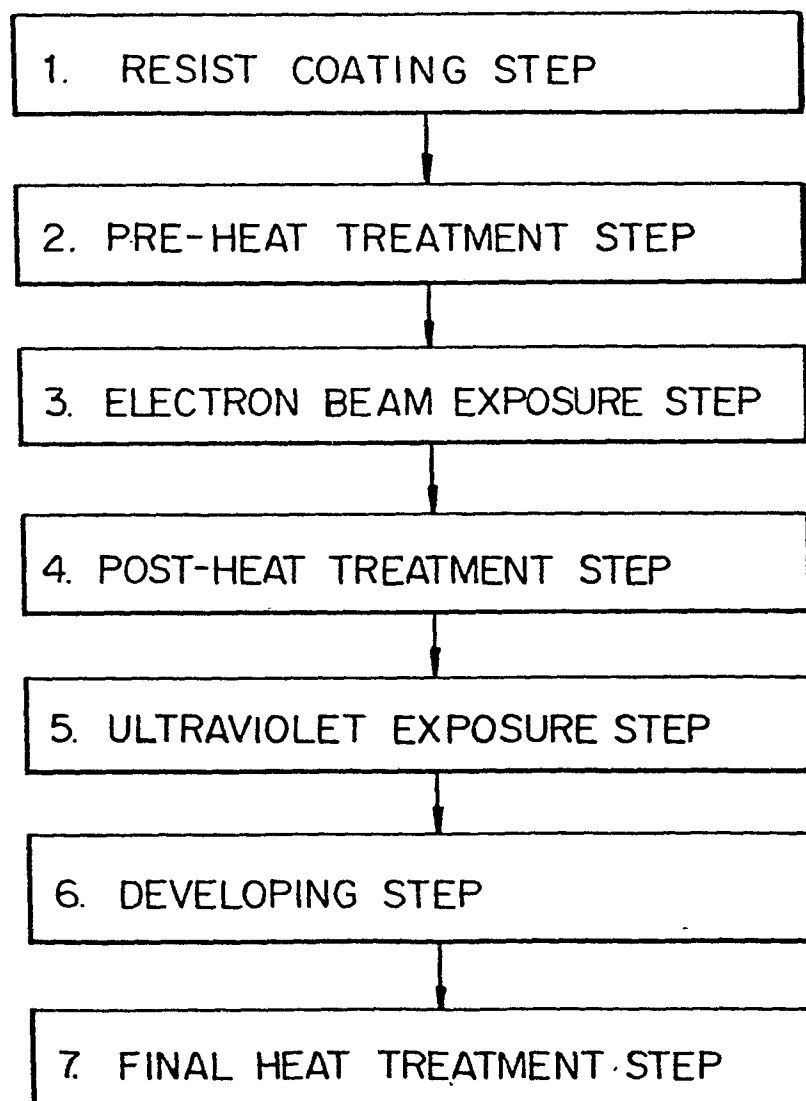 1. RESIST COATING STEP
2. PRE-HEAT TREATMENT STEP
3. ELECTRON BEAM EXPOSURE STEP
4. POST-HEAT TREATMENT STEP
5. ULTRAVIOLET EXPOSURE STEP
6. DEVELOPING STEP
7. FINAL HEAT TREATMENT STEP